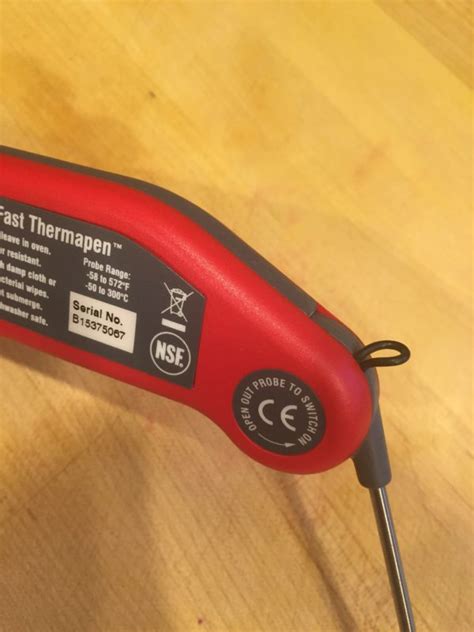 Fast Thermapen™
leave in oven.
er resistant.
h damp cloth or
acterial wipes.
t submerge.
hwasher safe.
Probe Range:
-58 to 572°F
-50 to 300°C
Serial No.
B15375067
NSF.
OPEN OUT PROBE TO SWITCH ON
CE